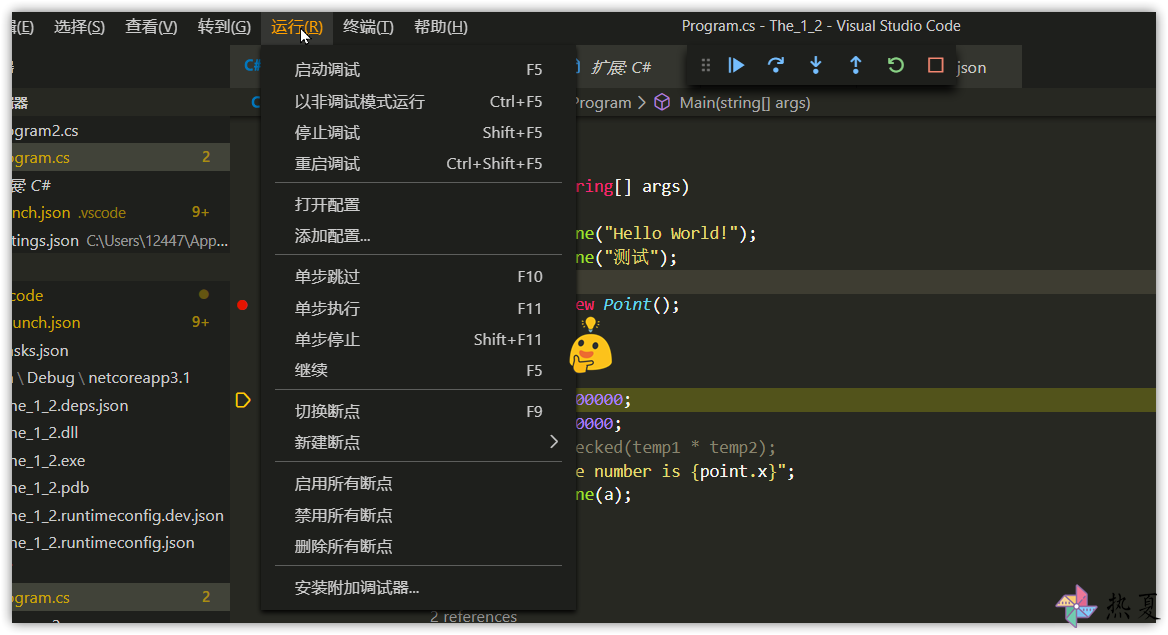 辑(E) 选择(S) 查看(V) 转到(G) 运行(R) 终端(T) 帮助(H) Program.cs - The_1_2 - Visual Studio Code
C# 扩展: C# json
器
Program Main(string[] args)
ogram2.cs
ogram.cs 2
展: C#
nch.json .vscode 9+
tings.json C:\Users\12447\App...
code
unch.json 9+
sks.json
\ Debug \ netcoreapp3.1
he_1_2.deps.json
he_1_2.dll
he_1_2.exe
he_1_2.pdb
he_1_2.runtimeconfig.dev.json
he_1_2.runtimeconfig.json
ogram.cs 2
启动调试 F5
以非调试模式运行 Ctrl+F5
停止调试 Shift+F5
重启调试 Ctrl+Shift+F5
打开配置
添加配置...
单步跳过 F10
单步执行 F11
单步停止 Shift+F11
继续 F5
切换断点 F9
新建断点
启用所有断点
禁用所有断点
删除所有断点
安装附加调试器...
ring[] args)
ne("Hello World!");
ne("测试");
ew Point();
00000;
0000;
ecked(temp1 * temp2);
e number is {point.x}";
ne(a);
2 references
热夏